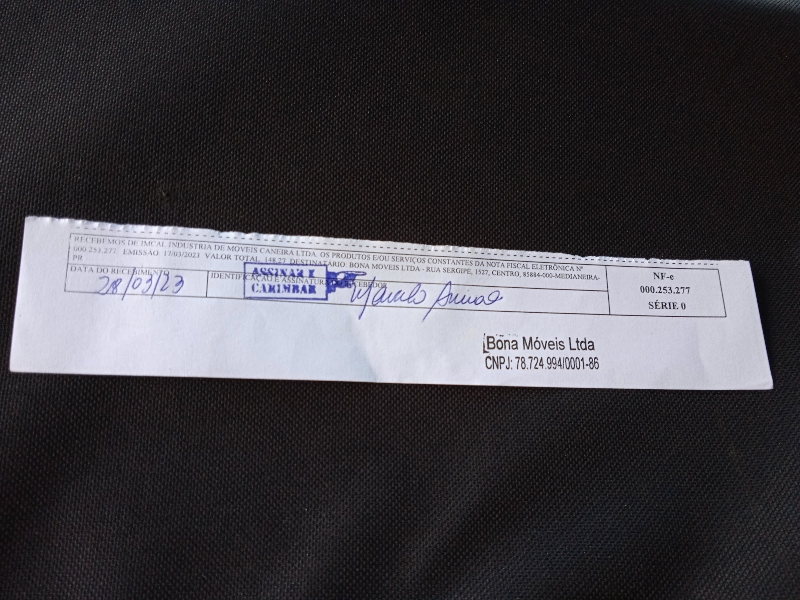 RECEBEMOS DE IMCAL INDUSTRIA DE MOVEIS CANEIRA LTDA. OS PRODUTOS E/OU SERVIÇOS CONSTANTES DA NOTA FISCAL ELETRÔNICA Nº
000.253.277 EMISSÃO 17/03/2023 VALOR TOTAL 148.27 DESTINATARIO BONA MOVEIS LTDA - RUA SERGIPE, 1527, CENTRO, 85884-000-MEDIANEIRA-
PR
NF-e
000.253.277
SÉRIE 0
DATA DO RECEBIMENTO
IDENTIFICAÇÃO E ASSINATURA
28/03/23
ASSINAR E
CARIMBAR
Bona Móveis Ltda
CNPJ: 78.724.994/0001-86